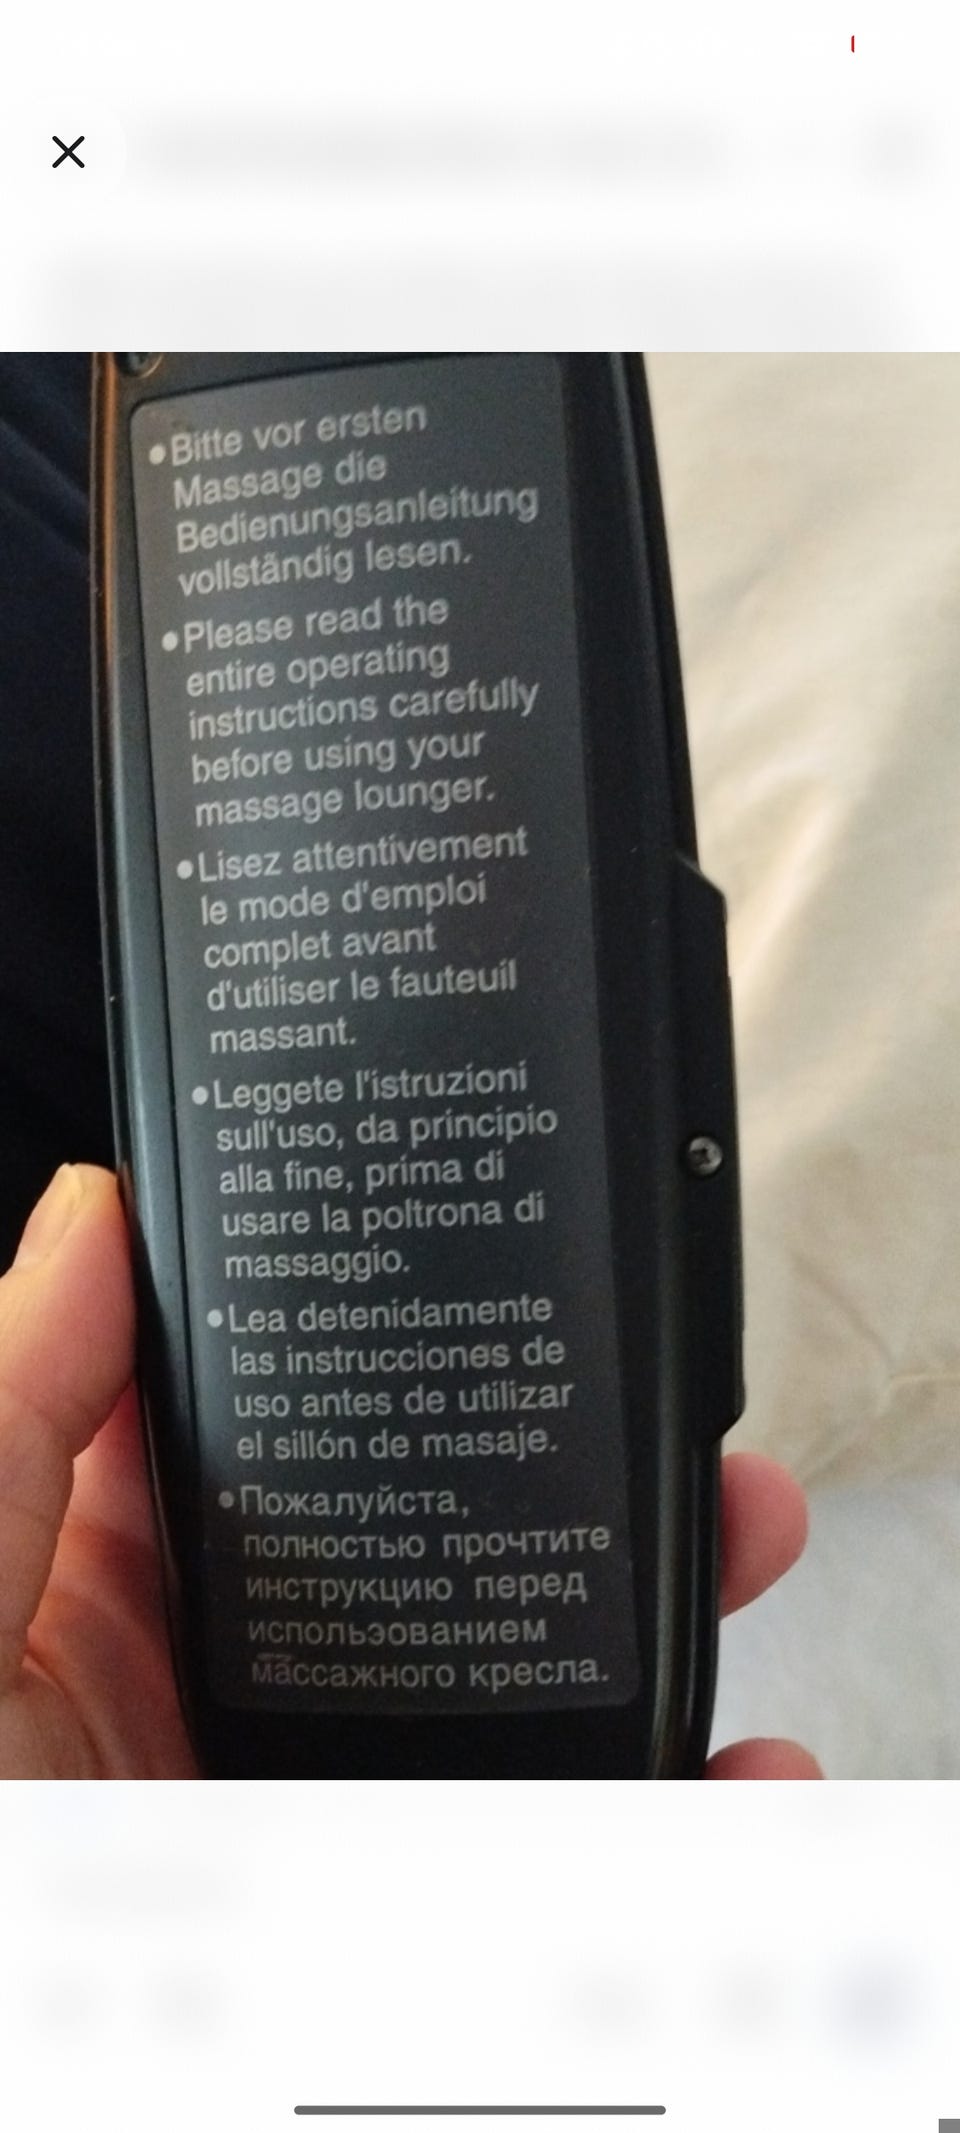 •Bitte vor ersten
Massage die
Bedienungsanleitung
vollständig lesen.
•Please read the
entire operating
instructions carefully
before using your
massage lounger.
•Lisez attentivement
le mode d'emploi
complet avant
d'utiliser le fauteuil
massant.
•Leggete l'istruzioni
sull'uso, da principio
alla fine, prima di
usare la poltrona di
massaggio.
•Lea detenidamente
las instrucciones de
uso antes de utilizar
el sillón de masaje.
•Пожалуйста,
полностью прочтите
инструкцию перед
испольэованием
массажного кресла.